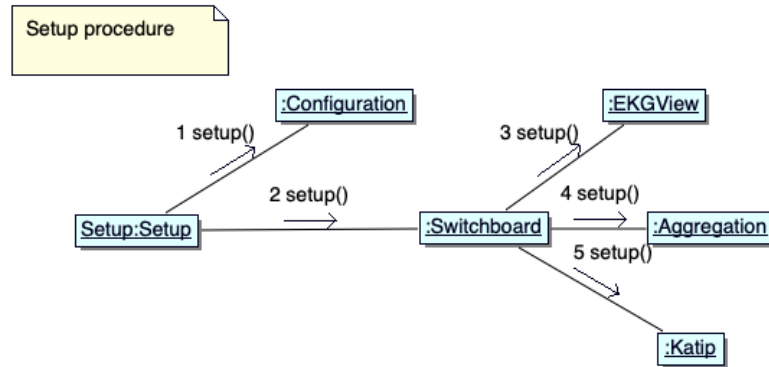 Setup procedure
:Configuration
:EKGView
1 setup()
3 setup()
2 setup()
4 setup()
Setup:Setup
:Switchboard
:Aggregation
5 setup()
:Katip